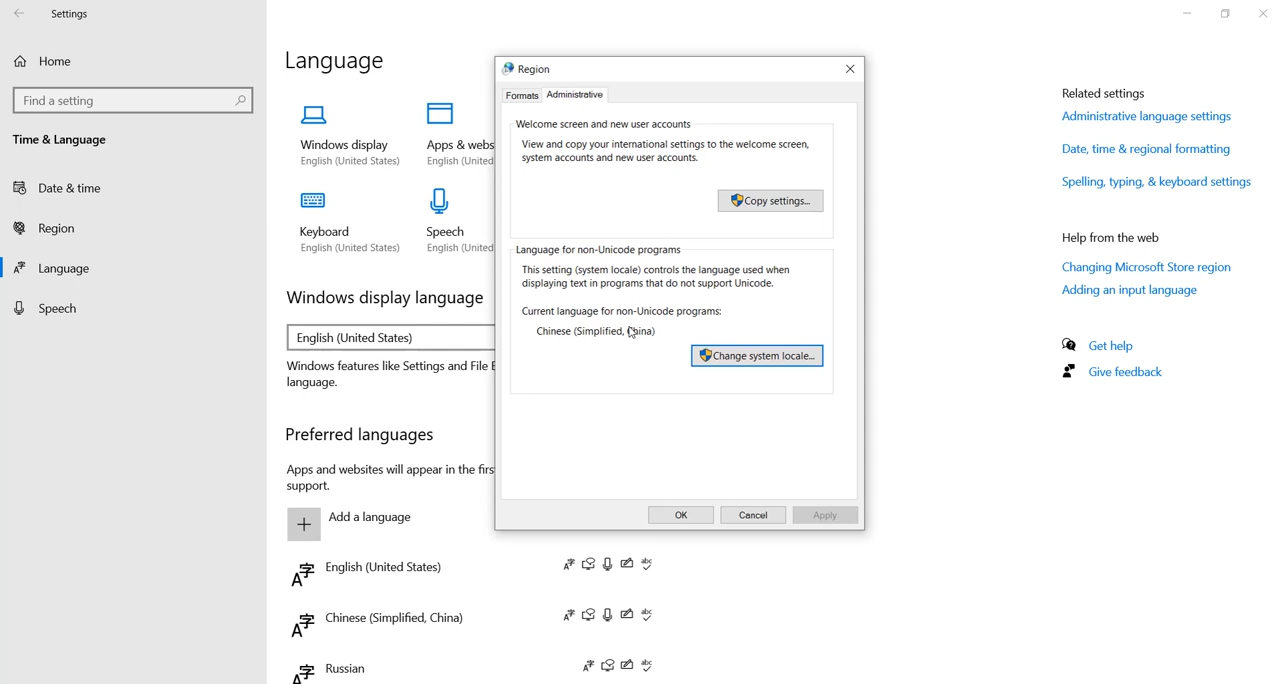 Settings
Home
Find a setting
Time & Language
Date & time
Region
Language
Speech
Language
Windows display
English (United States)
Apps & webs
English (United
Keyboard
English (United States)
Speech
English (United
Windows display language
English (United States)
Windows features like Settings and File E
language.
Preferred languages
Apps and websites will appear in the firs
support.
Add a language
English (United States)
Chinese (Simplified, China)
Russian
Region
Formats
Administrative
Welcome screen and new user accounts
View and copy your international settings to the welcome screen,
system accounts and new user accounts.
Copy settings...
Language for non-Unicode programs
This setting (system locale) controls the language used when
displaying text in programs that do not support Unicode.
Current language for non-Unicode programs:
Chinese (Simplified, China)
Change system locale...
OK
Cancel
Apply
Related settings
Administrative language settings
Date, time & regional formatting
Spelling, typing, & keyboard settings
Help from the web
Changing Microsoft Store region
Adding an input language
Get help
Give feedback